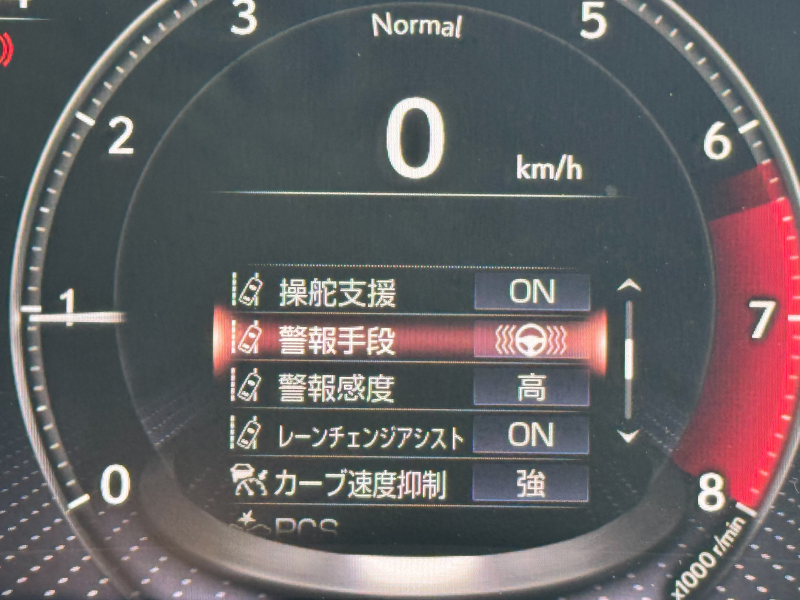 3
Normal
5
2
0
km/h
6
操舵支援
ON
1
警報手段
7
警報感度
高
レーンチェンジアシスト
ON
0
カーブ速度抑制
強
8
PCS
x1000 r/min